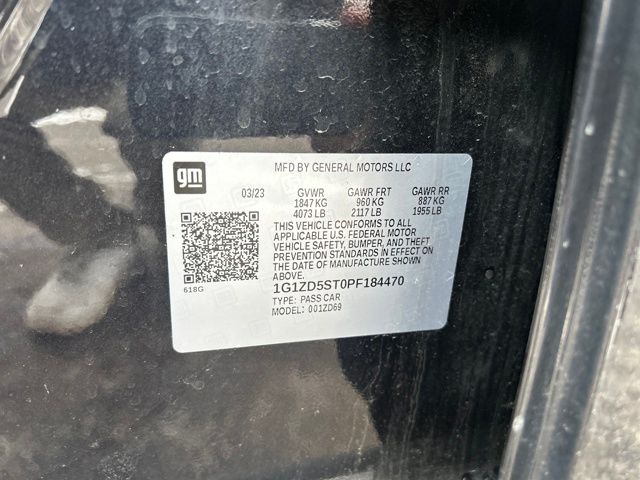 gm
MFD BY GENERAL MOTORS LLC
03/23 GVWR GAWR FRT GAWR RR
1847 KG 960 KG 887 KG
4073 LB 2117 LB 1955 LB
THIS VEHICLE CONFORMS TO ALL
APPLICABLE U.S. FEDERAL MOTOR
VEHICLE SAFETY, BUMPER, AND THEFT
PREVENTION STANDARDS IN EFFECT ON
THE DATE OF MANUFACTURE SHOWN
ABOVE.
618G
1G1ZD5ST0PF184470
TYPE: PASS CAR
MODEL: 001ZD69